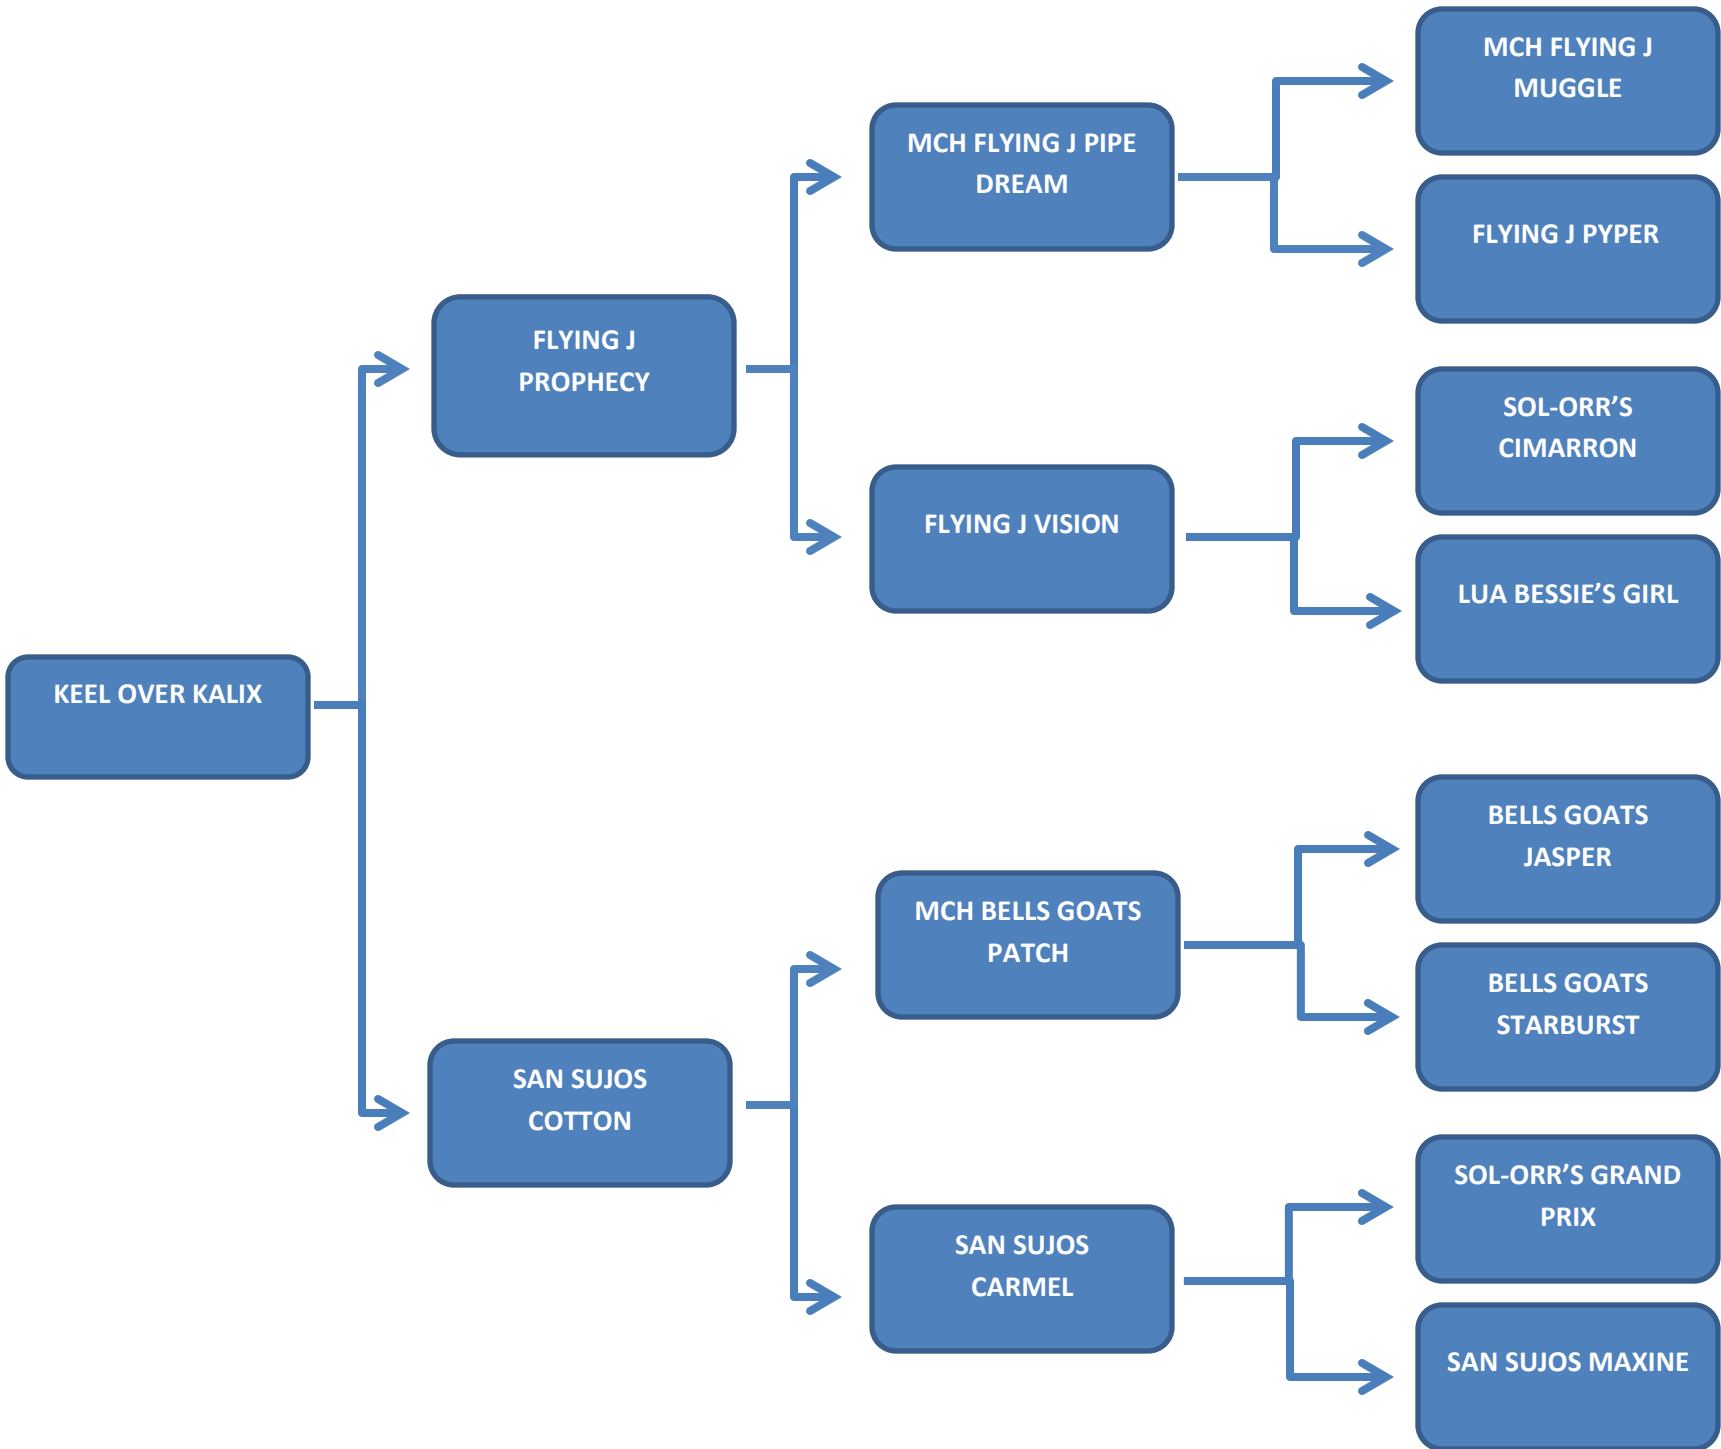 MCH FLYING J
MUGGLE
MCH FLYING J PIPE
DREAM
FLYING J PYPER
FLYING J
PROPHECY
SOL-ORR’S
CIMARRON
FLYING J VISION
LUA BESSIE’S GIRL
KEEL OVER KALIX
BELLS GOATS
JASPER
MCH BELLS GOATS
PATCH
BELLS GOATS
STARBURST
SAN SUJOS
COTTON
SOL-ORR’S GRAND
PRIX
SAN SUJOS
CARMEL
SAN SUJOS MAXINE